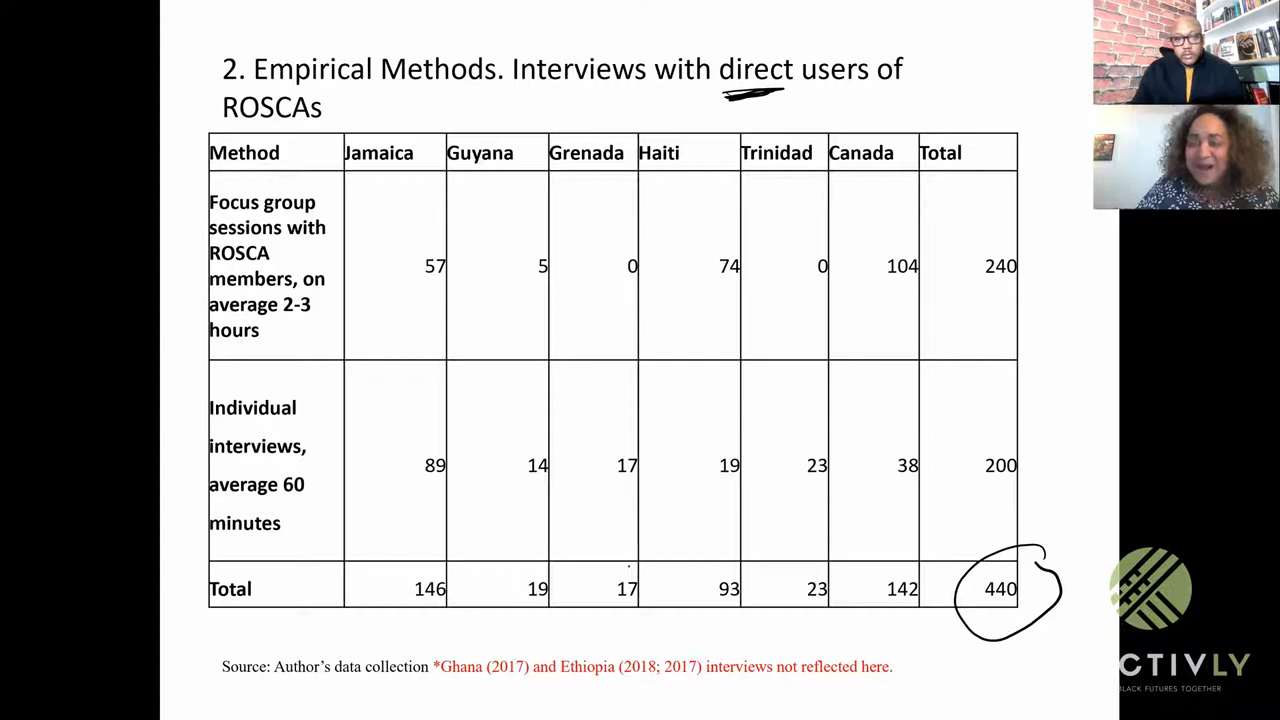 2. Empirical Methods. Interviews with direct users of
ROSCAs
Method Jamaica Guyana Grenada Haiti Trinidad Canada Total
Focus group
sessions with
ROSCA
members, on
average 2-3
hours
57 5 0 74 0 104 240
Individual
interviews,
average 60
minutes
89 14 17 19 23 38 200
Total 146 19 17 93 23 142 440
Source: Author's data collection *Ghana (2017) and Ethiopia (2018; 2017) interviews not reflected here.
CTIVLY
BLACK FUTURES TOGETHER